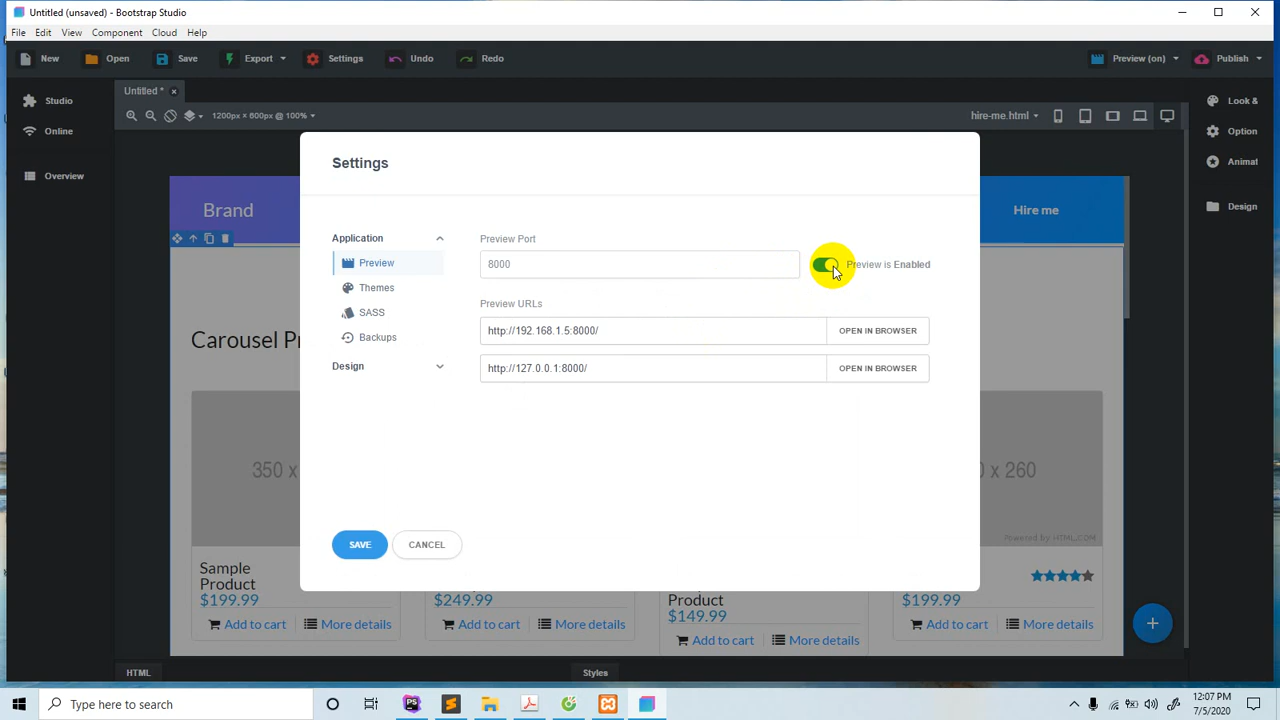 Untitled (unsaved) - Bootstrap Studio
File Edit View Component Cloud Help
New Open Save Export Settings Undo Redo Preview (on) Publish
Studio
Untitled *
Look &
1200px × 600px @ 100%
hire-me.html
Online
Option
Settings
Animat
Overview
Brand
Hire me
Design
Application
Preview Port
Preview
8000
Preview is Enabled
Themes
Preview URLs
SASS
http://192.168.1.5:8000/
OPEN IN BROWSER
Backups
Carousel Pr
Design
http://127.0.0.1:8000/
OPEN IN BROWSER
350 x
0 x 260
Powered by HTML.COM
SAVE
CANCEL
Sample
Product
$199.99
$249.99
Product
$149.99
$199.99
Add to cart More details
Add to cart More details
Add to cart More details
Add to cart More details
HTML
Styles
Type here to search
12:07 PM
7/5/2020